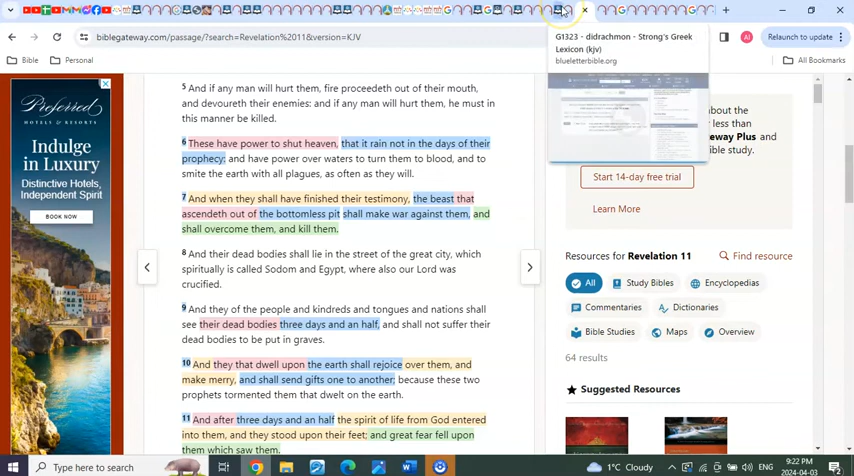 biblegateway.com/passage/?search=Revelation%2011&version=KJV
AI
Relaunch to update
Bible
Personal
All Bookmarks
G1323 - didrachmon - Strong's Greek
Lexicon (kjv)
blueletterbible.org
Preferred
HOTELS & RESORTS
Indulge
in Luxury
Distinctive Hotels,
Independent Spirit
BOOK NOW
5 And if any man will hurt them, fire proceedeth out of their mouth,
and devoureth their enemies: and if any man will hurt them, he must in
this manner be killed.
6 These have power to shut heaven, that it rain not in the days of their
prophecy: and have power over waters to turn them to blood, and to
smite the earth with all plagues, as often as they will.
7 And when they shall have finished their testimony, the beast that
ascendeth out of the bottomless pit shall make war against them, and
shall overcome them, and kill them.
8 And their dead bodies shall lie in the street of the great city, which
spiritually is called Sodom and Egypt, where also our Lord was
crucified.
9 And they of the people and kindreds and tongues and nations shall
see their dead bodies three days and an half, and shall not suffer their
dead bodies to be put in graves.
10 And they that dwell upon the earth shall rejoice over them, and
make merry, and shall send gifts one to another; because these two
prophets tormented them that dwelt on the earth.
11 And after three days and an half the spirit of life from God entered
into them, and they stood upon their feet; and great fear fell upon
them which saw them.
about the
y less than
teway Plus and
ible study.
Start 14-day free trial
Learn More
Resources for Revelation 11
Find resource
All
Study Bibles
Encyclopedias
Commentaries
Dictionaries
Bible Studies
Maps
Overview
64 results
Suggested Resources
Type here to search
1°C Cloudy
ENG
9:22 PM
2024-04-03